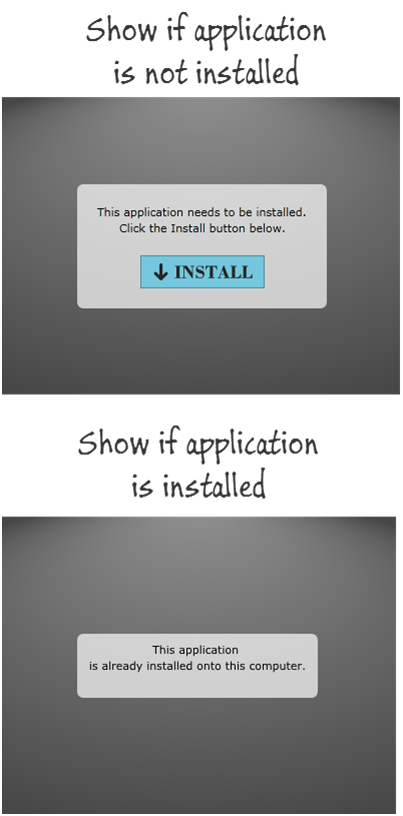 Show if application
is not installed
This application needs to be installed.
Click the Install button below.
INSTALL
Show if application
is installed
This application
is already installed onto this computer.